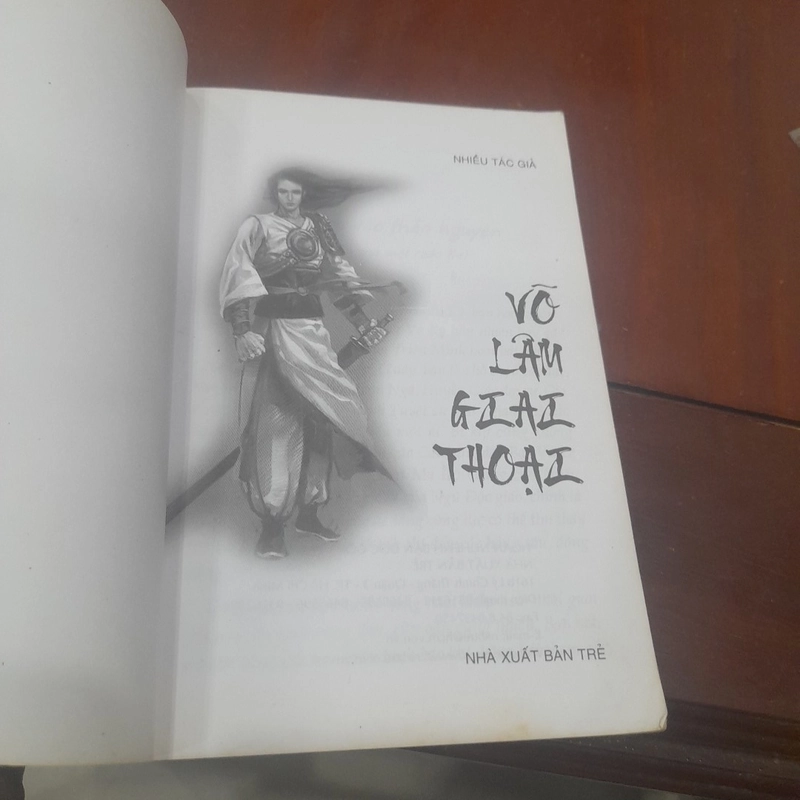 NHIỀU TÁC GIẢ
VÕ
LÂM
GIAI
THOẠI
NHÀ XUẤT BẢN TRẺ